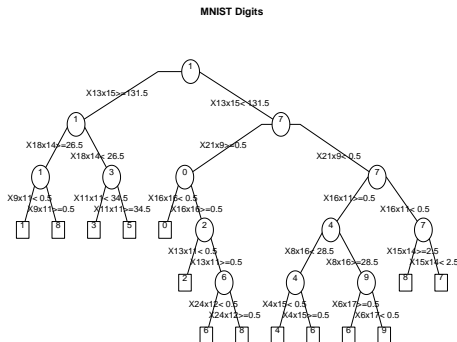 MNIST Digits
1
X13x15>=131.5
X13x15< 131.5
1
7
X18x14>=26.5
X18x14< 26.5
X21x9>=0.5
X21x9< 0.5
1
3
0
7
X9x11< 0.5
X9x11>=0.5
X11x11< 34.5
X11x11>=34.5
X16x16< 0.5
X16x16>=0.5
X16x11>=0.5
X16x11< 0.5
1
8
3
5
0
2
4
7
X13x11< 0.5
X13x11>=0.5
X8x16< 28.5
X8x16>=28.5
X15x14>=2.5
X15x14< 2.5
2
6
4
9
8
7
X24x12< 0.5
X24x12>=0.5
X4x15< 0.5
X4x15>=0.5
X6x17>=0.5
X6x17< 0.5
6
8
4
6
6
9